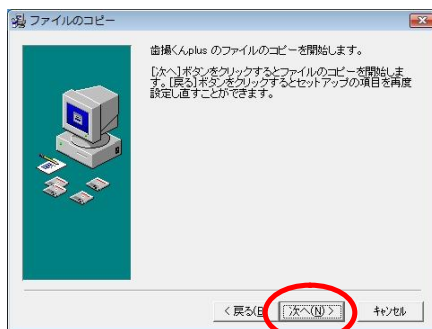 ファイルのコピー
歯援くんplus のファイルのコピーを開始します。
[次へ]ボタンをクリックするとファイルのコピーを開始しま
す。[戻る]ボタンをクリックするとセットアップの項目を再度
設定し直すことができます。
< 戻る(B 次へ(N) > キャンセル